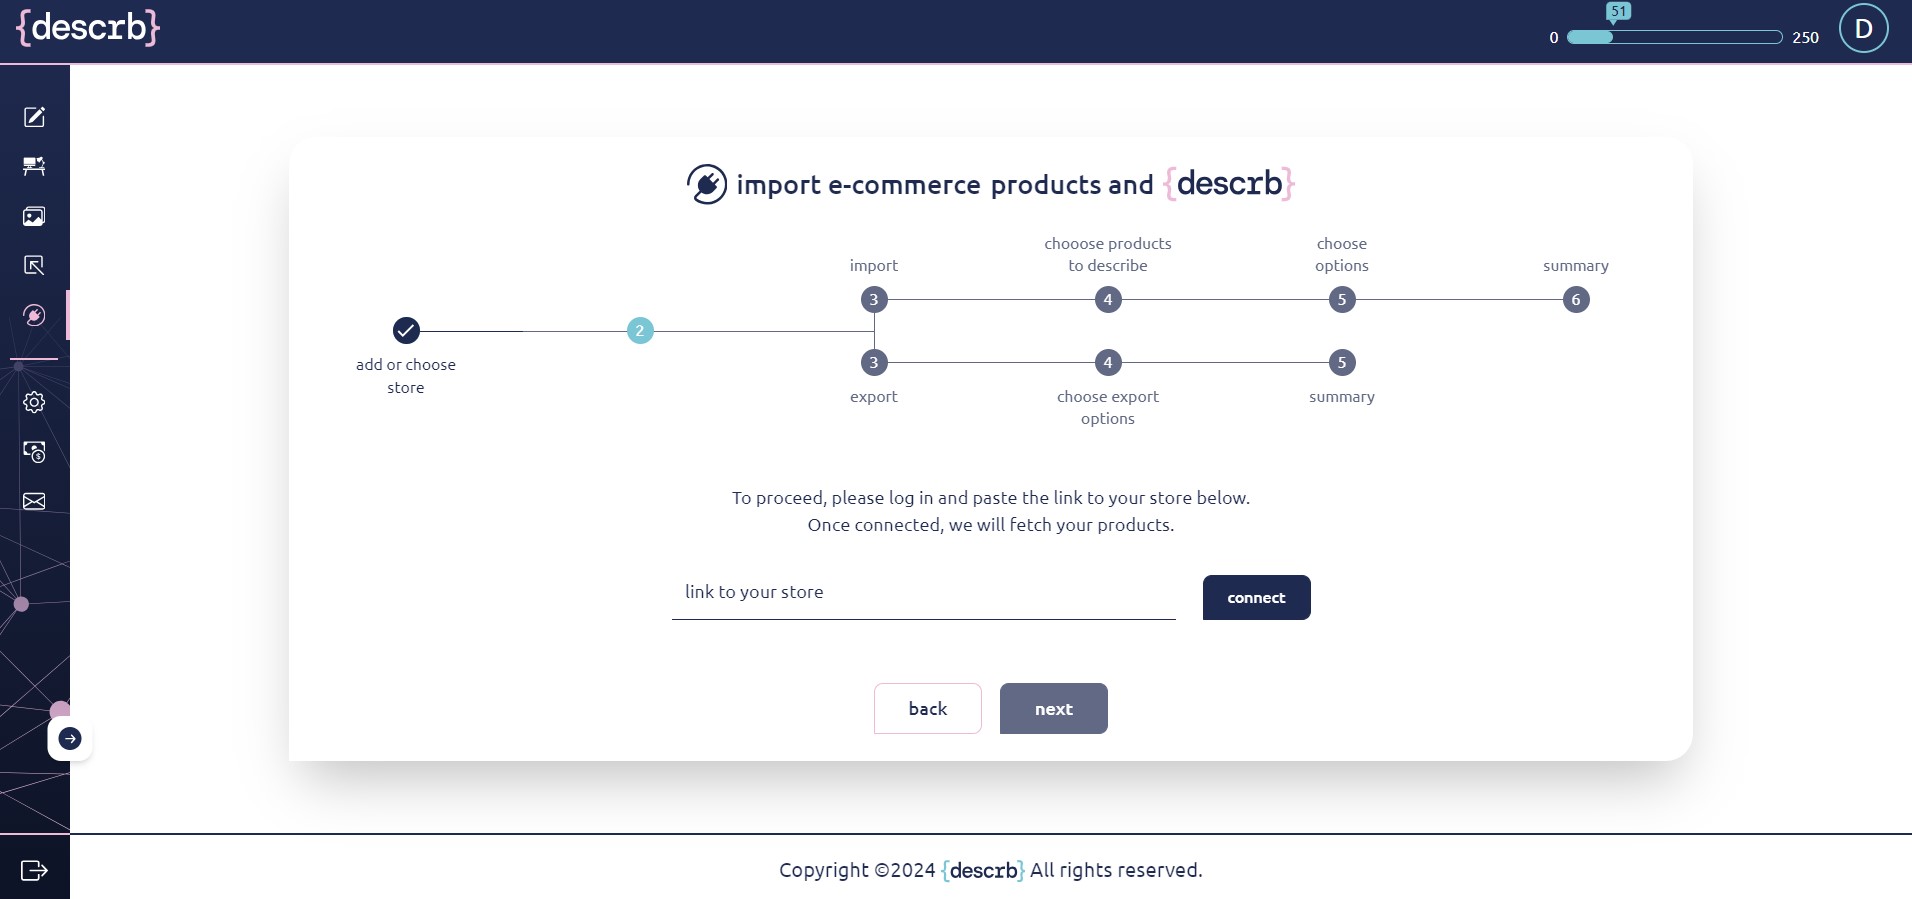 {descrb}
51
0
250
D
import e-commerce products and {descrb}
import
chooose products
to describe
choose
options
summary
3
4
5
6
2
add or choose
store
3
4
5
export
choose export
options
summary
To proceed, please log in and paste the link to your store below.
Once connected, we will fetch your products.
link to your store
connect
back
next
Copyright ©2024 {descrb} All rights reserved.